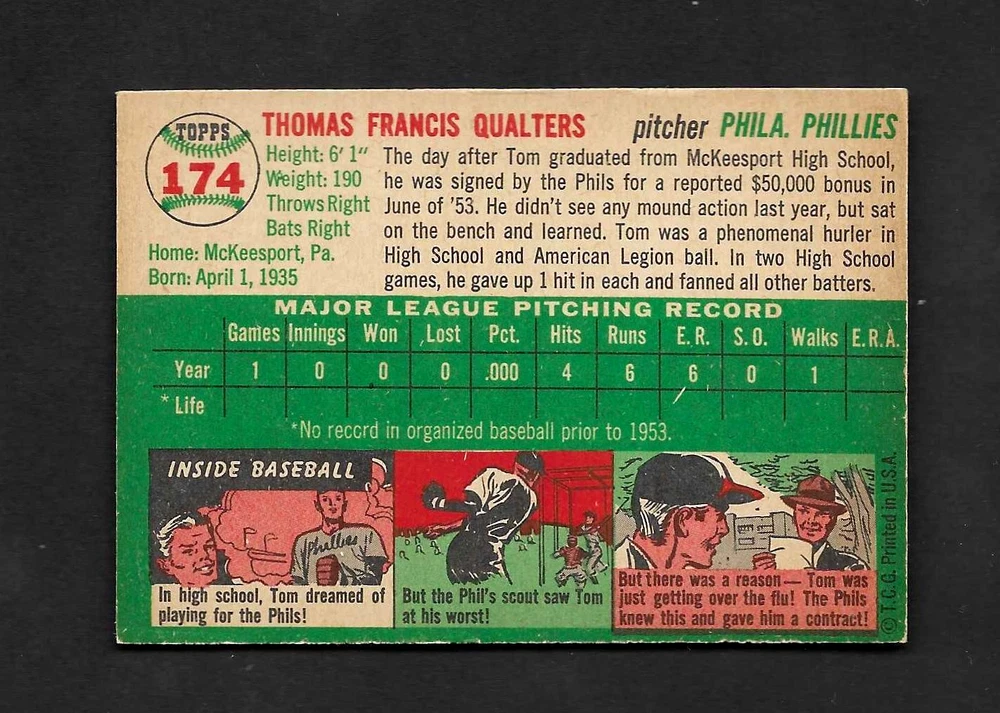 TOPPS
174
THOMAS FRANCIS QUALTERS pitcher PHILA. PHILLIES
Height: 6' 1"
Weight: 190
Throws Right
Bats Right
Home: McKeesport, Pa.
Born: April 1, 1935
The day after Tom graduated from McKeesport High School,
he was signed by the Phils for a reported $50,000 bonus in
June of '53. He didn't see any mound action last year, but sat
on the bench and learned. Tom was a phenomenal hurler in
High School and American Legion ball. In two High School
games, he gave up 1 hit in each and fanned all other batters.
MAJOR LEAGUE PITCHING RECORD
Games Innings Won Lost Pct. Hits Runs E.R. S.O. Walks E.R.A.
Year 1 0 0 0 .000 4 6 6 0 1
* Life
*No record in organized baseball prior to 1953.
INSIDE BASEBALL
Phillies
In high school, Tom dreamed of
playing for the Phils!
But the Phil's scout saw Tom
at his worst!
But there was a reason — Tom was
just getting over the flu! The Phils
knew this and gave him a contract!
© T.C.G. Printed in U.S.A.